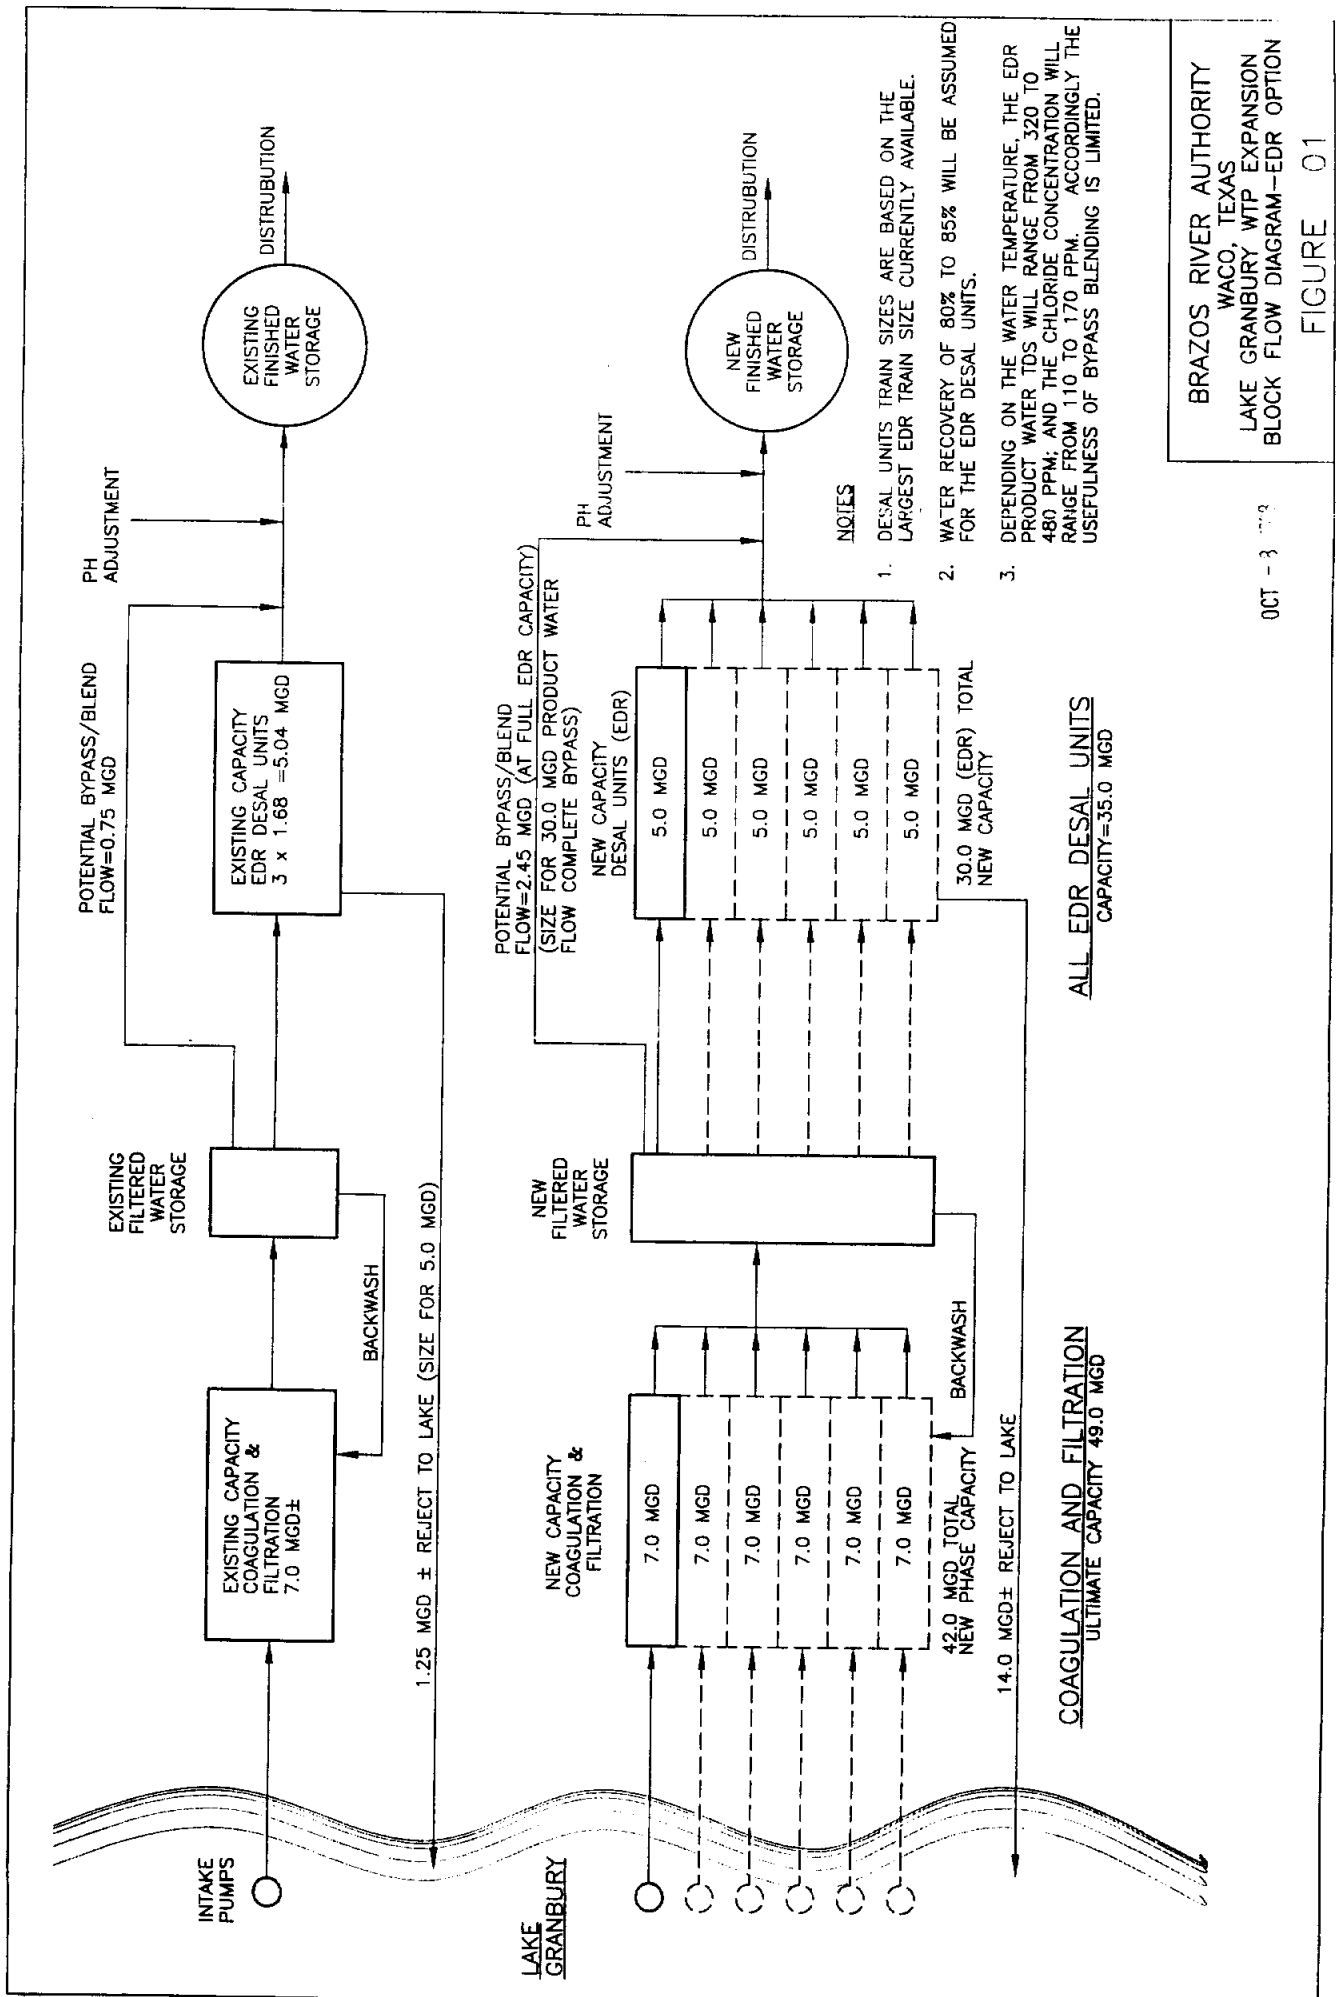 INTAKE
PUMPS
EXISTING CAPACITY
COAGULATION &
FILTRATION
7.0 MGD±
BACKWASH
EXISTING
FILTERED
WATER
STORAGE
POTENTIAL BYPASS/BLEND
FLOW=0.75 MGD
EXISTING CAPACITY
EDR DESAL UNITS
3 x 1.68 =5.04 MGD
PH
ADJUSTMENT
EXISTING
FINISHED
WATER
STORAGE
DISTRUBUTION
1.25 MGD ± REJECT TO LAKE (SIZE FOR 5.0 MGD)
LAKE
GRANBURY
NEW CAPACITY
COAGULATION &
FILTRATION
7.0 MGD
7.0 MGD
7.0 MGD
7.0 MGD
7.0 MGD
7.0 MGD
42.0 MGD TOTAL
NEW PHASE CAPACITY
BACKWASH
NEW
FILTERED
WATER
STORAGE
POTENTIAL BYPASS/BLEND
FLOW=2.45 MGD (AT FULL EDR CAPACITY)
(SIZE FOR 30.0 MGD PRODUCT WATER
FLOW COMPLETE BYPASS)
NEW CAPACITY
DESAL UNITS (EDR)
5.0 MGD
5.0 MGD
5.0 MGD
5.0 MGD
5.0 MGD
5.0 MGD
30.0 MGD (EDR) TOTAL
NEW CAPACITY
PH
ADJUSTMENT
NEW
FINISHED
WATER
STORAGE
DISTRUBUTION
14.0 MGD± REJECT TO LAKE
COAGULATION AND FILTRATION
ULTIMATE CAPACITY 49.0 MGD
ALL EDR DESAL UNITS
CAPACITY=35.0 MGD
NOTES
1. DESAL UNITS TRAIN SIZES ARE BASED ON THE
LARGEST EDR TRAIN SIZE CURRENTLY AVAILABLE.
2. WATER RECOVERY OF 80% TO 85% WILL BE ASSUMED
FOR THE EDR DESAL UNITS.
3. DEPENDING ON THE WATER TEMPERATURE, THE EDR
PRODUCT WATER TDS WILL RANGE FROM 320 TO
480 PPM; AND THE CHLORIDE CONCENTRATION WILL
RANGE FROM 110 TO 170 PPM. ACCORDINGLY THE
USEFULNESS OF BYPASS BLENDING IS LIMITED.
OCT - 3
BRAZOS RIVER AUTHORITY
WACO, TEXAS
LAKE GRANBURY WTP EXPANSION
BLOCK FLOW DIAGRAM-EDR OPTION
FIGURE 01